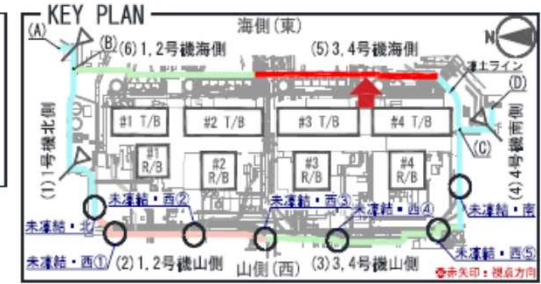 KEY PLAN
(A)
(B)
(6)1,2号機海側
海側(東)
(5)3,4号機海側
N
凍土ライン
(D)
#1 T/B
#2 T/B
#3 T/B
#4 T/B
(1)1号機北側
#1 R/B
#2 R/B
#3 R/B
#4 R/B
(C)
(4)4号機南側
未凍結・北
未凍結・西②
未凍結・西③
未凍結・西④
未凍結・南
未凍結・西①
(2)1,2号機山側
山側(西)
(3)3,4号機山側
未凍結・西⑤
※赤矢印:視点方向